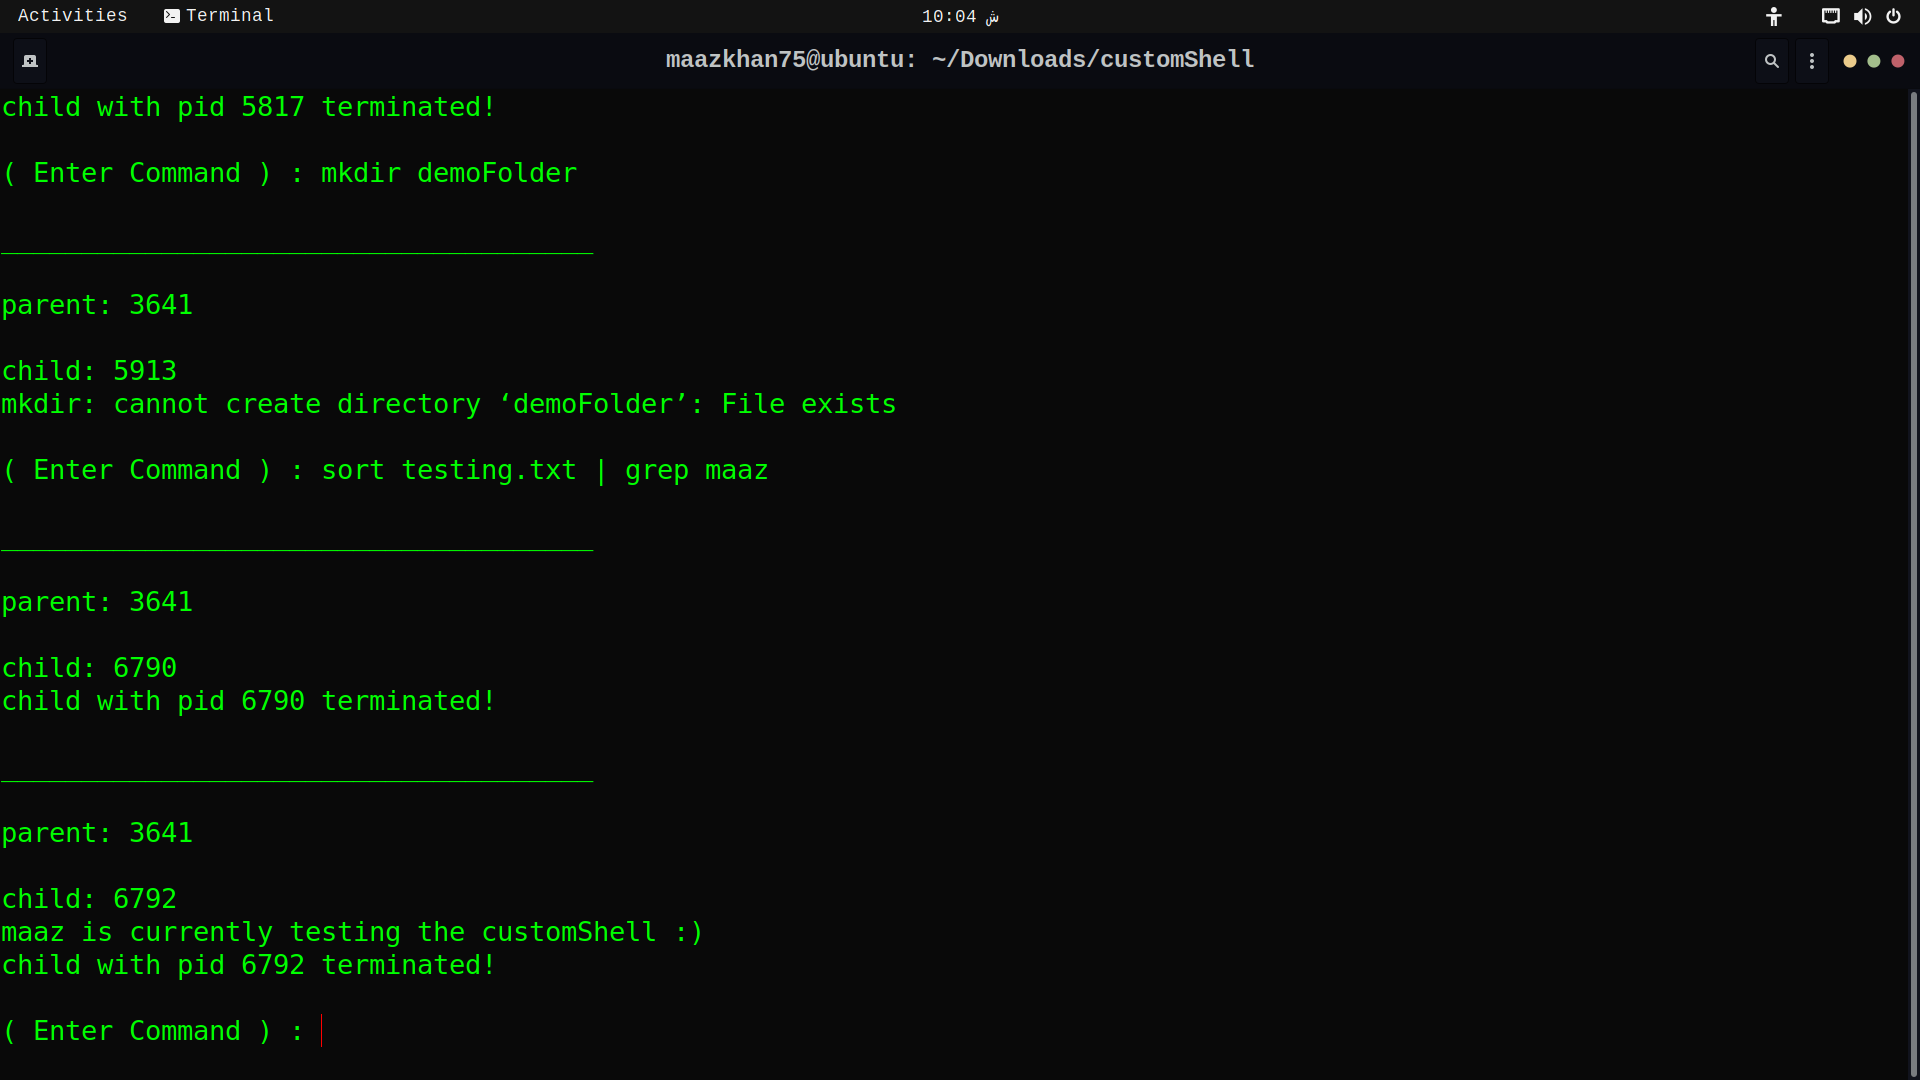 Activities Terminal 10:04 ش
maazkhan75@ubuntu: ~/Downloads/customShell
child with pid 5817 terminated!
( Enter Command ) : mkdir demoFolder
_____________________________________
parent: 3641
child: 5913
mkdir: cannot create directory ‘demoFolder’: File exists
( Enter Command ) : sort testing.txt | grep maaz
_____________________________________
parent: 3641
child: 6790
child with pid 6790 terminated!
_____________________________________
parent: 3641
child: 6792
maaz is currently testing the customShell :)
child with pid 6792 terminated!
( Enter Command ) :